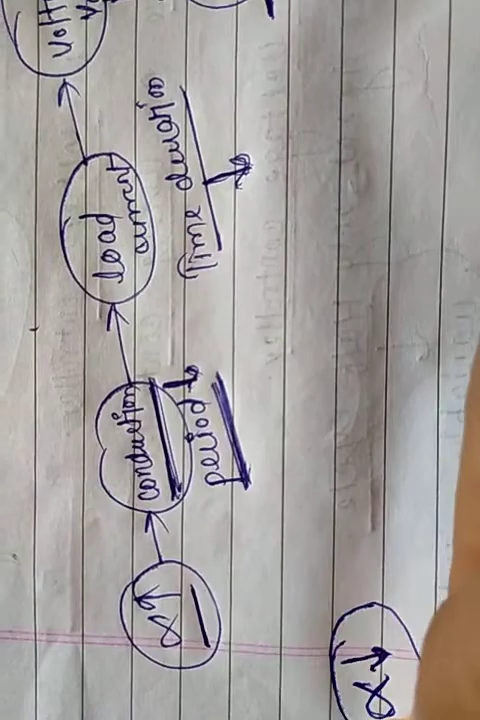 α↑
conduction
period ↓
load
current
Time duration
↓
α↓